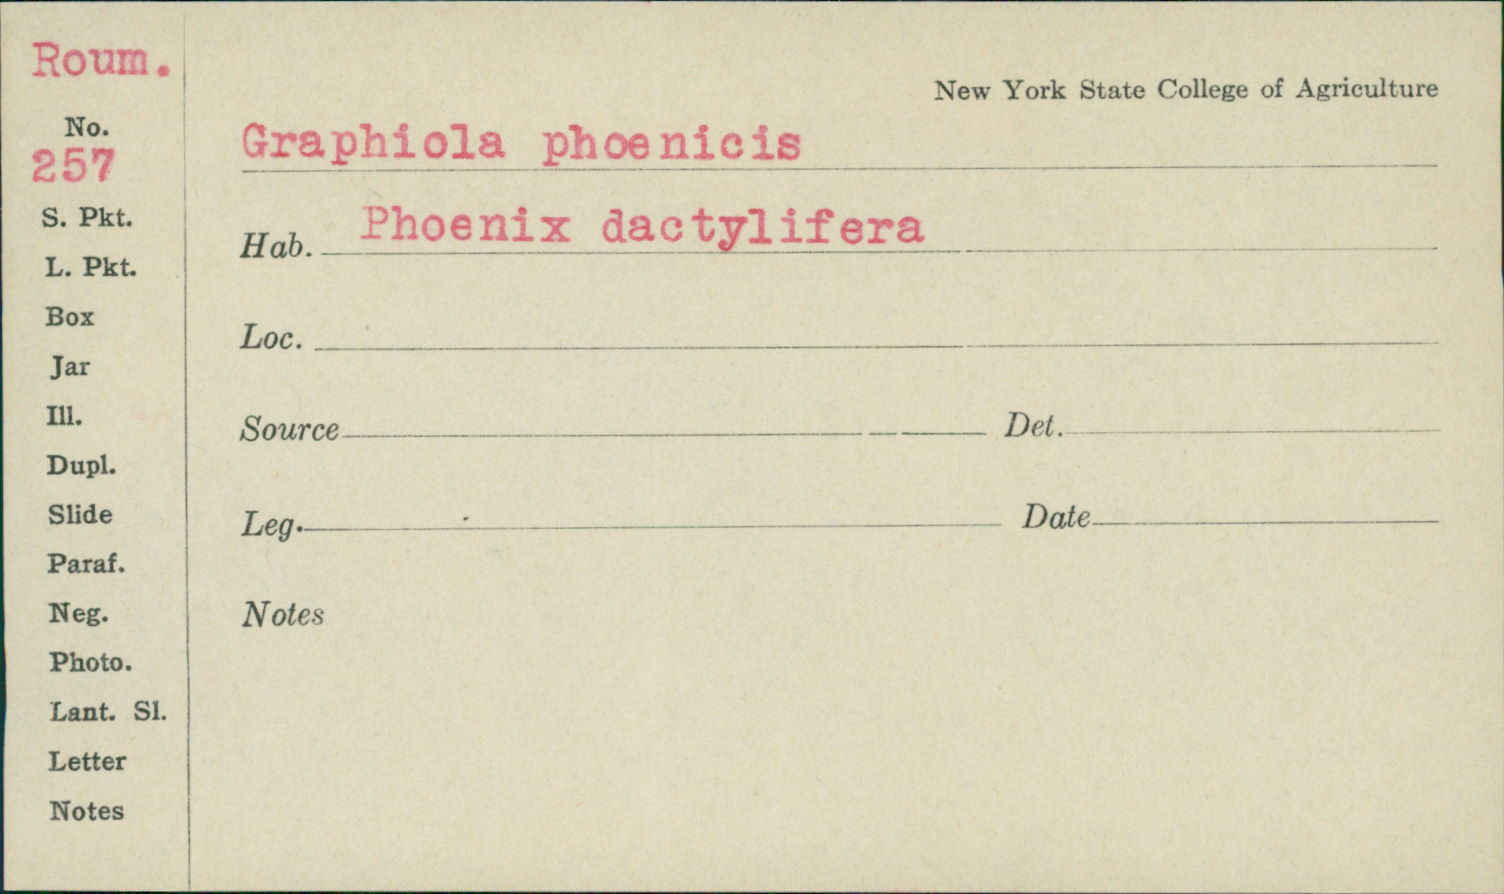 Roum.
No.
257
S. Pkt.
L. Pkt.
Box
Jar
Ill.
Dupl.
Slide
Paraf.
Neg.
Photo.
Lant. Sl.
Letter
Notes
New York State College of Agriculture
Graphiola phoenicis
Hab. Phoenix dactylifera
Loc.
Source Det.
Leg. Date
Notes